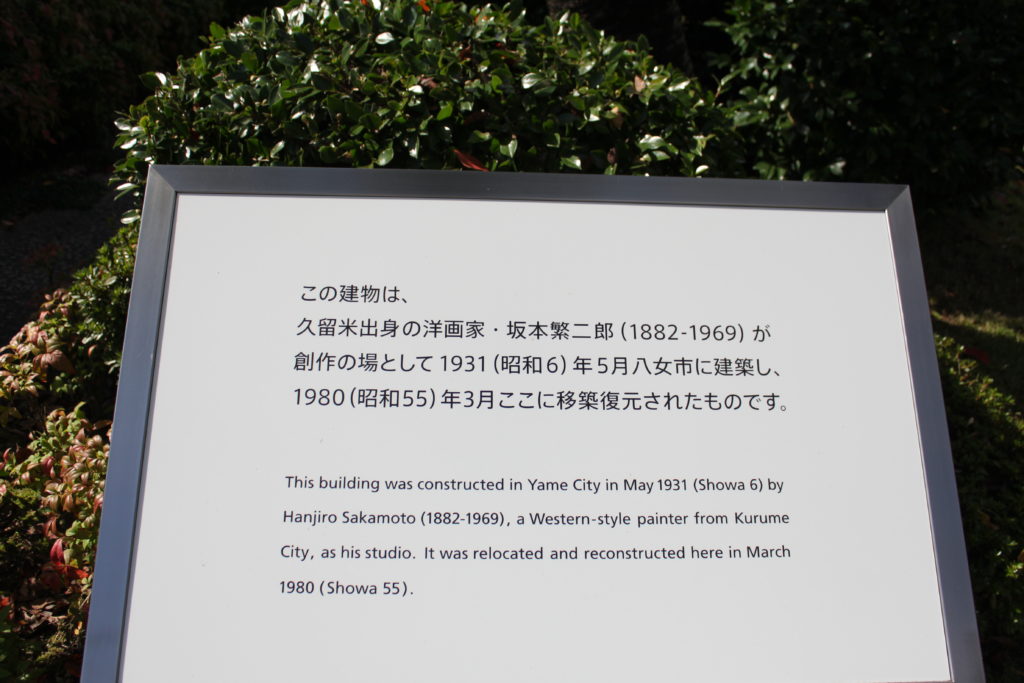 この建物は、
久留米出身の洋画家・坂本繁二郎(1882-1969)が
創作の場として1931(昭和6)年5月八女市に建築し、
1980(昭和55)年3月ここに移築復元されたものです。
This building was constructed in Yame City in May 1931 (Showa 6) by
Hanjiro Sakamoto (1882-1969), a Western-style painter from Kurume
City, as his studio. It was relocated and reconstructed here in March
1980 (Showa 55).